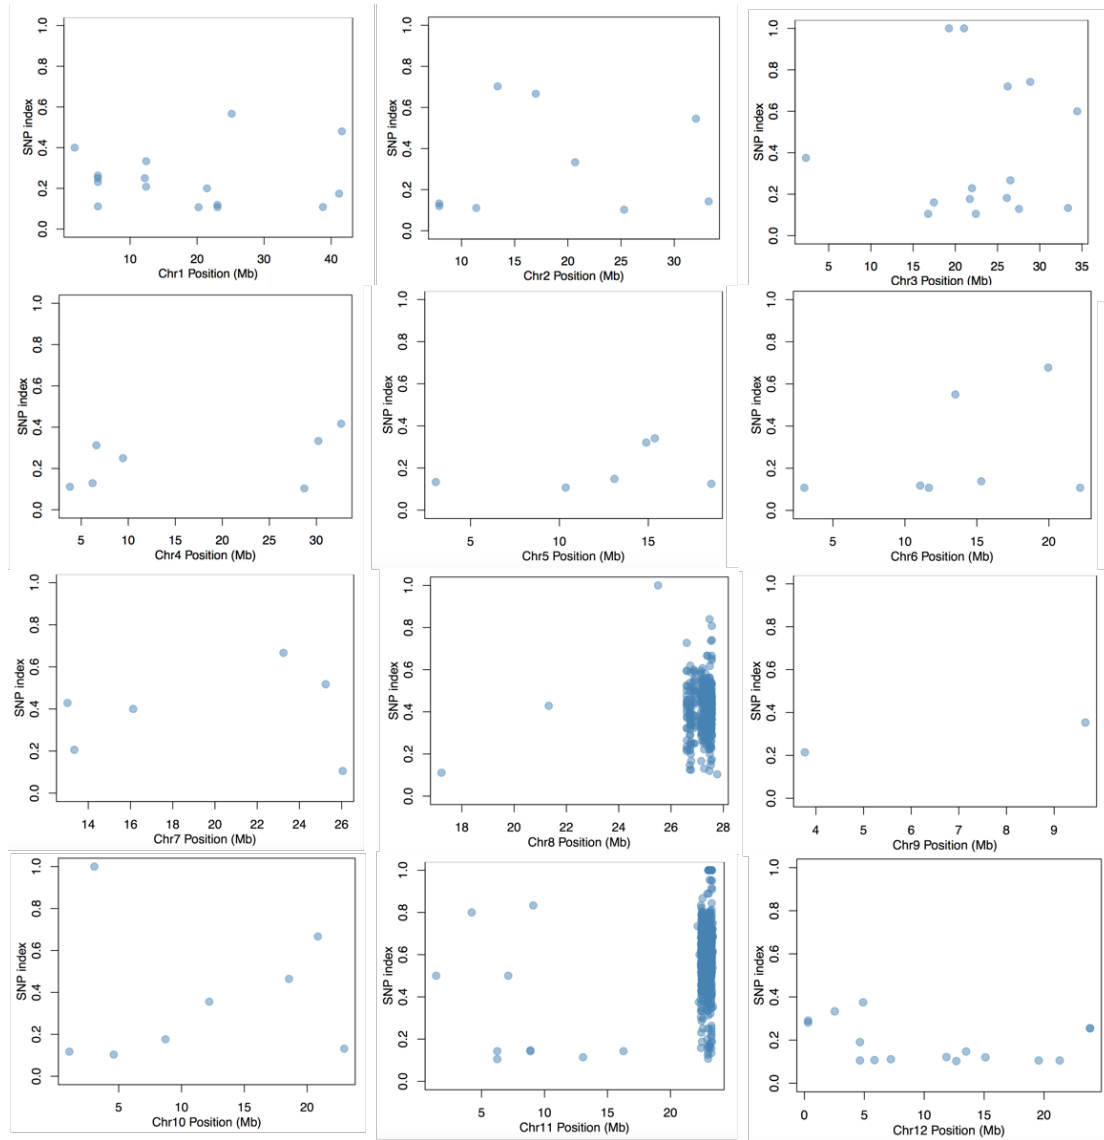 SNP index
0.0 0.2 0.4 0.6 0.8 1.0
10 20 30 40
Chr1 Position (Mb)
SNP index
0.0 0.2 0.4 0.6 0.8 1.0
10 15 20 25 30
Chr2 Position (Mb)
SNP index
0.0 0.2 0.4 0.6 0.8 1.0
5 10 15 20 25 30 35
Chr3 Position (Mb)
SNP index
0.0 0.2 0.4 0.6 0.8 1.0
5 10 15 20 25 30
Chr4 Position (Mb)
SNP index
0.0 0.2 0.4 0.6 0.8 1.0
5 10 15
Chr5 Position (Mb)
SNP index
0.0 0.2 0.4 0.6 0.8 1.0
5 10 15 20
Chr6 Position (Mb)
SNP index
0.0 0.2 0.4 0.6 0.8 1.0
14 16 18 20 22 24 26
Chr7 Position (Mb)
SNP index
0.0 0.2 0.4 0.6 0.8 1.0
18 20 22 24 26 28
Chr8 Position (Mb)
SNP index
0.0 0.2 0.4 0.6 0.8 1.0
4 5 6 7 8 9
Chr9 Position (Mb)
SNP index
0.0 0.2 0.4 0.6 0.8 1.0
5 10 15 20
Chr10 Position (Mb)
SNP index
0.0 0.2 0.4 0.6 0.8 1.0
5 10 15 20
Chr11 Position (Mb)
SNP index
0.0 0.2 0.4 0.6 0.8 1.0
0 5 10 15 20
Chr12 Position (Mb)